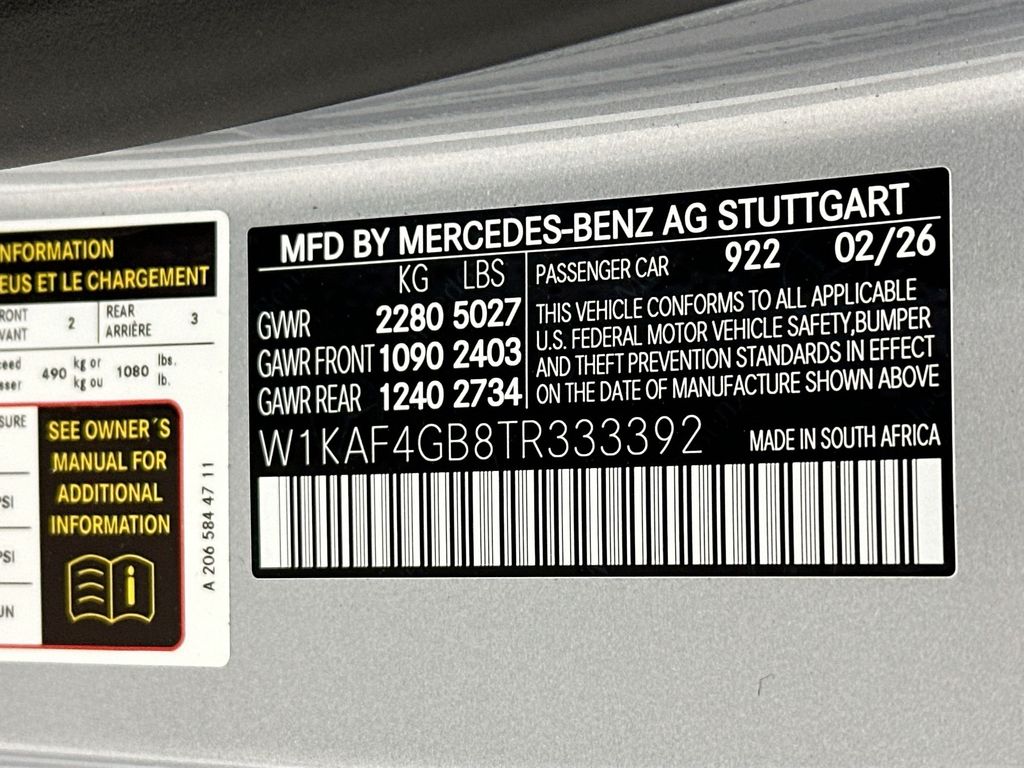 NFORMATION
EUS ET LE CHARGEMENT
RONT
VANT
2
REAR
ARRIÈRE
3
ceed
sser
490
kg or
kg ou
1080
lbs.
lb.
SURE
PSI
PSI
UN
SEE OWNER´S
MANUAL FOR
ADDITIONAL
INFORMATION
A 206 584 47 11
MFD BY MERCEDES-BENZ AG STUTTGART
KG LBS
GVWR 2280 5027
GAWR FRONT 1090 2403
GAWR REAR 1240 2734
PASSENGER CAR 922 02/26
THIS VEHICLE CONFORMS TO ALL APPLICABLE
U.S. FEDERAL MOTOR VEHICLE SAFETY,BUMPER
AND THEFT PREVENTION STANDARDS IN EFFECT
ON THE DATE OF MANUFACTURE SHOWN ABOVE
W1KAF4GB8TR333392
MADE IN SOUTH AFRICA